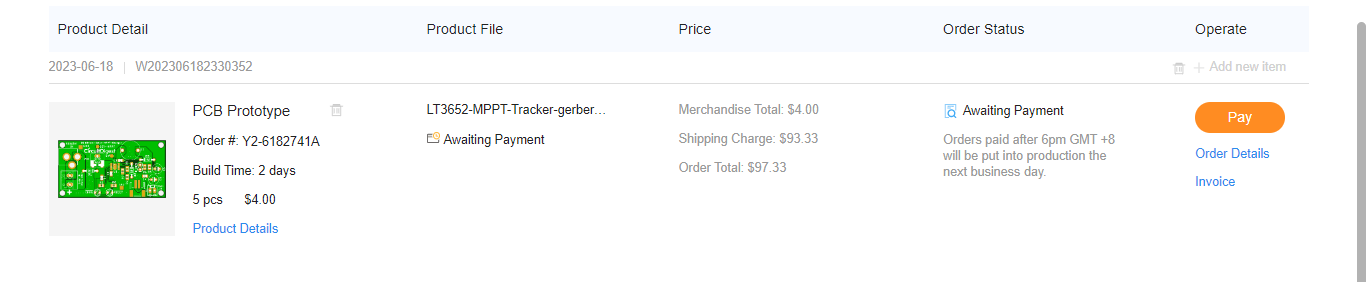 Product Detail Product File Price Order Status Operate
2023-06-18 | W202306182330352 + Add new item
PCB Prototype
Order #: Y2-6182741A
Build Time: 2 days
5 pcs $4.00
Product Details
LT3652-MPPT-Tracker-gerber...
Awaiting Payment
Merchandise Total: $4.00
Shipping Charge: $93.33
Order Total: $97.33
Awaiting Payment
Orders paid after 6pm GMT +8
will be put into production the
next business day.
Pay
Order Details
Invoice
CircuitDigest